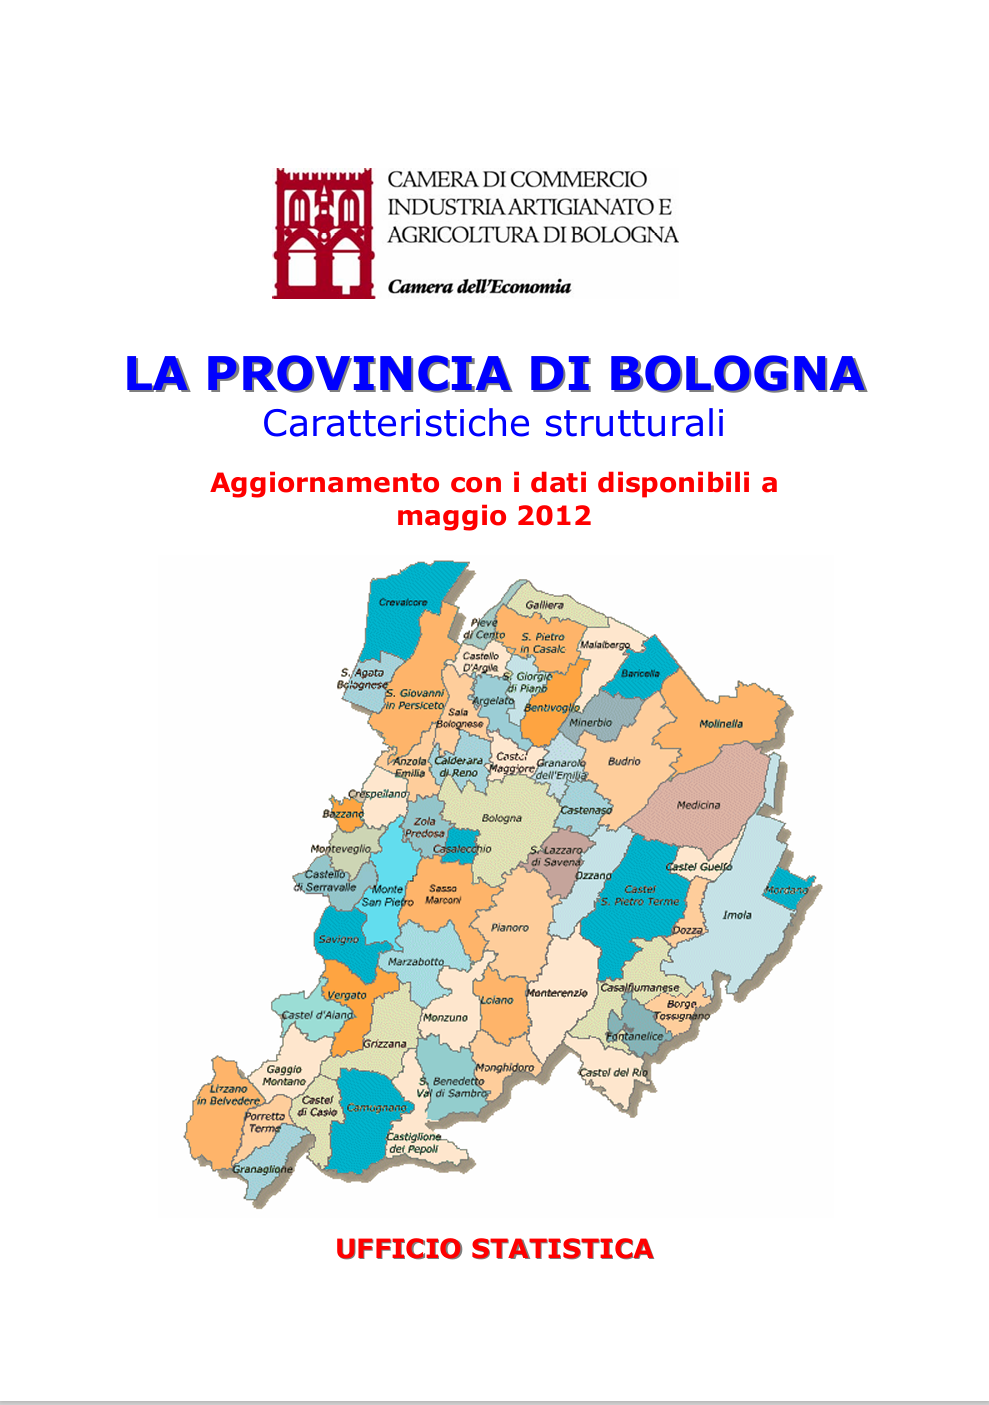 CAMERA DI COMMERCIO
INDUSTRIA ARTIGIANATO E
AGRICOLTURA DI BOLOGNA
Camera dell'Economia
LA PROVINCIA DI BOLOGNA
Caratteristiche strutturali
Aggiornamento con i dati disponibili a
maggio 2012
Crevalcore
Galliera
Pieve
di Cento
S. Pietro
in Casale
Malalbergo
Castello
D'Argile
S. Giorgio
di Piano
Baricella
S. Agata
Bolognese
S. Giovanni
in Persiceto
Argelato
Bentivoglio
Sala
Bolognese
Minerbio
Molinella
Anzola
Emilia
Calderara
di Reno
Castel
Maggiore
Granarolo
dell'Emilia
Budrio
Crespellano
Bazzano
Zola
Predosa
Bologna
Castenaso
Medicina
Monteveglio
Casalecchio
S. Lazzaro
di Savena
Castello
di Serravalle
Monte
San Pietro
Sasso
Marconi
Ozzano
Castel
S. Pietro Terme
Castel Guelfo
Mordano
Imola
Savigno
Pianoro
Dozza
Marzabotto
Vergato
Loiano
Monterenzio
Casalfiumanese
Castel d'Aiano
Monzuno
Borgo
Tossignano
Fontanelice
Grizzana
Gaggio
Montano
Monghidoro
Castel del Rio
Lizzano
in Belvedere
S. Benedetto
Val di Sambro
Castel
di Casio
Camugnano
Porretta
Terme
Castiglione
dei Pepoli
Granaglione
UFFICIO STATISTICA